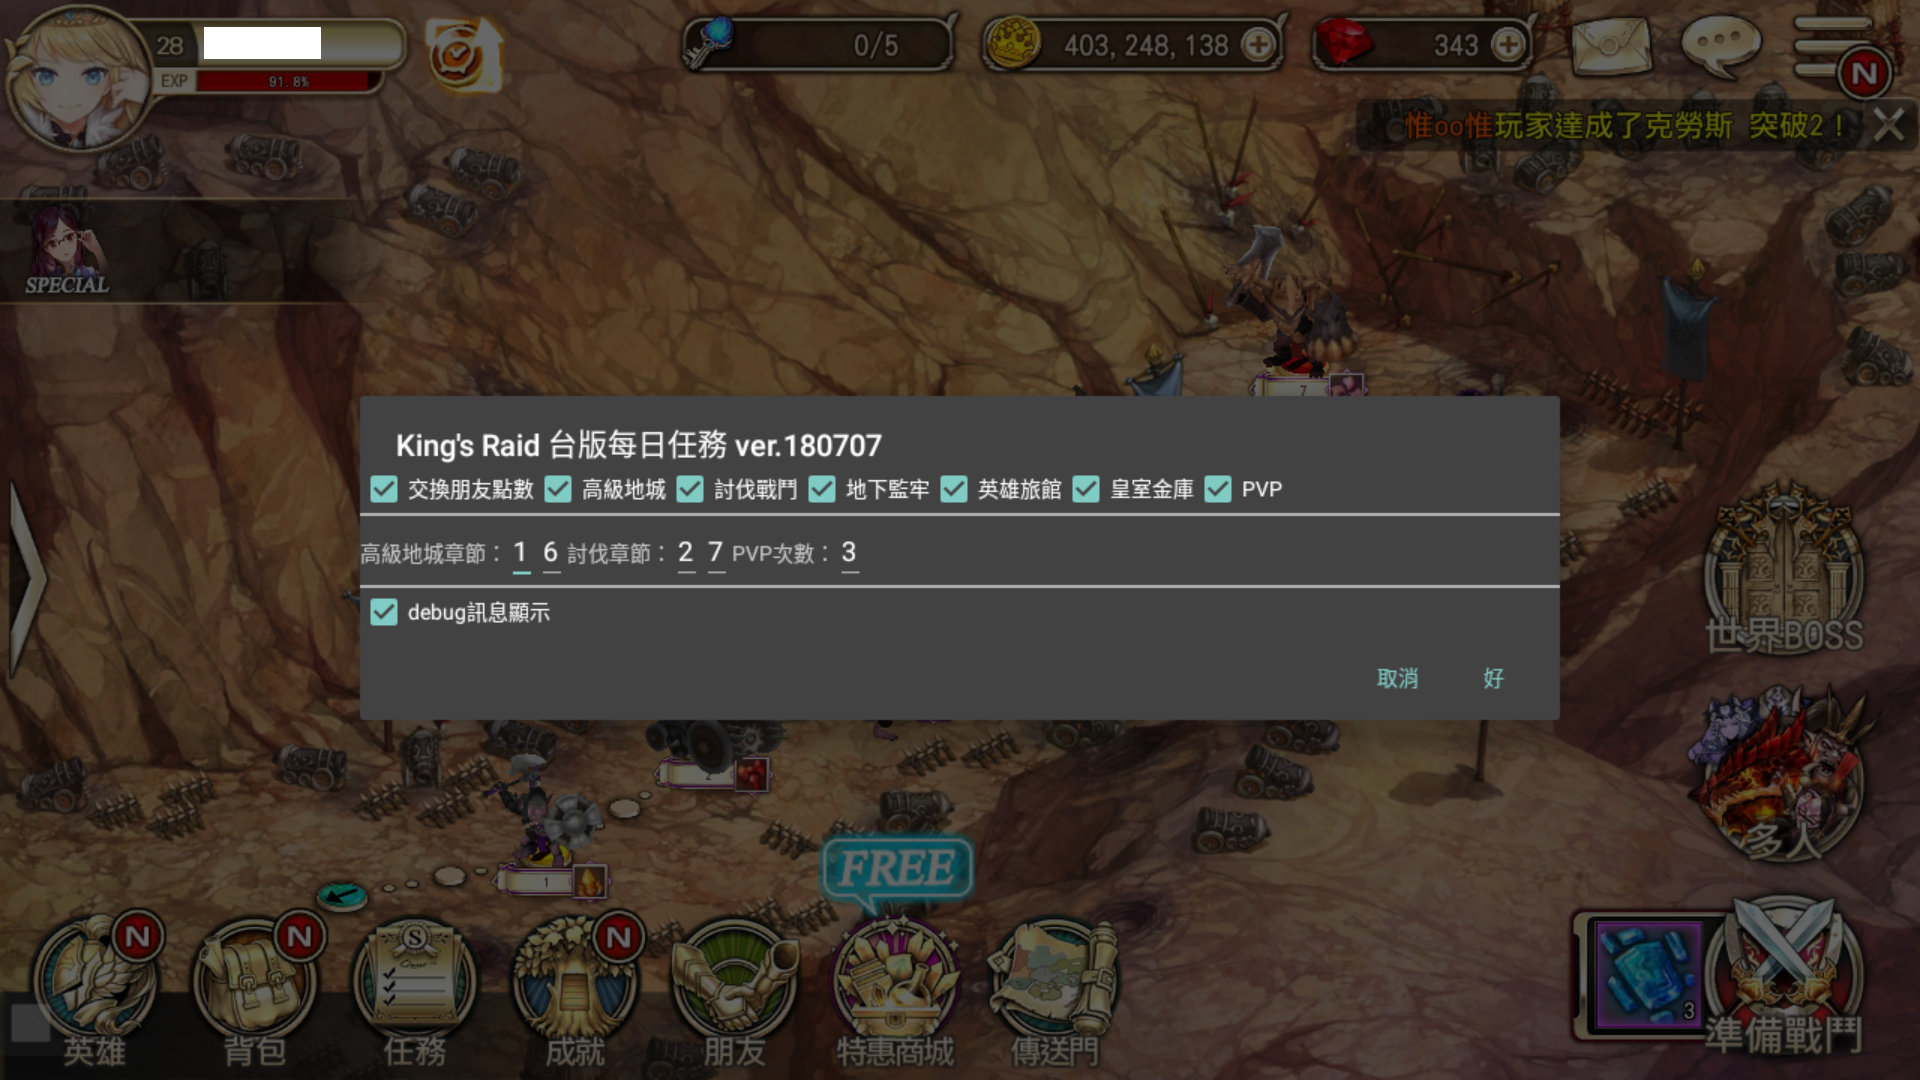 28
EXP 91.8%
0/5
403, 248, 138
343
N
惟oo惟玩家達成了克勞斯 突破2！
SPECIAL
7
King's Raid 台版每日任務 ver.180707
交換朋友點數 高級地城 討伐戰鬥 地下監牢 英雄旅館 皇室金庫 PVP
高級地城章節： 1 6 討伐章節： 2 7 PVP次數： 3
debug訊息顯示
取消 好
世界BOSS
多人
2
1
FREE
N N N
S
3
英雄 背包 任務 成就 朋友 特惠商城 傳送門 準備戰鬥